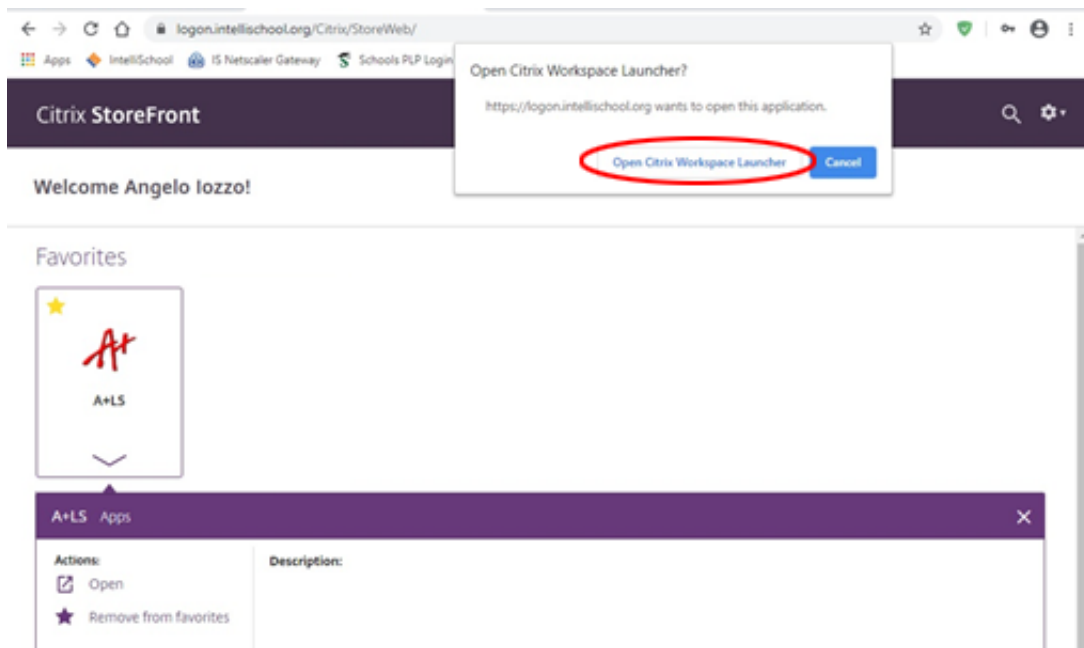 logon.intellischool.org/Citrix/StoreWeb/
Apps IntelliSchool IS Netscaler Gateway Schools PLP Login
Open Citrix Workspace Launcher?
https://logon.intellischool.org wants to open this application.
Open Citrix Workspace Launcher Cancel
Citrix StoreFront
Welcome Angelo Iozzo!
Favorites
A+
A+LS
A+LS Apps
Actions:
Description:
Open
Remove from favorites